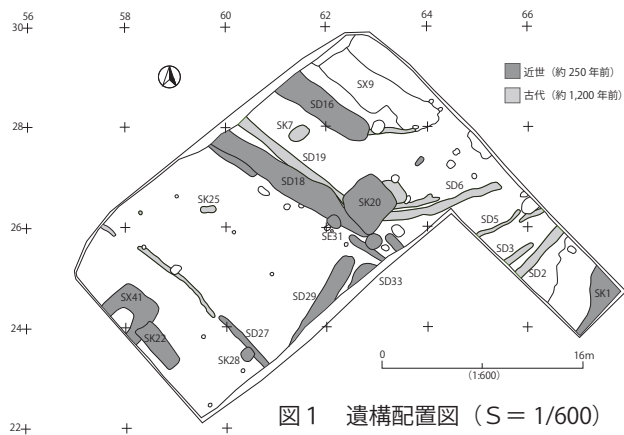 56 58 60 62 64 66
30
28
26
24
22
近世（約 250 年前）
古代（約 1,200 年前）
SX9
SD16
SK7
SD19
SD18
SK20
SD6
SK25
SE31
SD5
SD3
SD2
SK1
SD29
SD33
SX41
SK22
SD27
SK28
0 16m
(1:600)
図1 遺構配置図（S = 1/600）